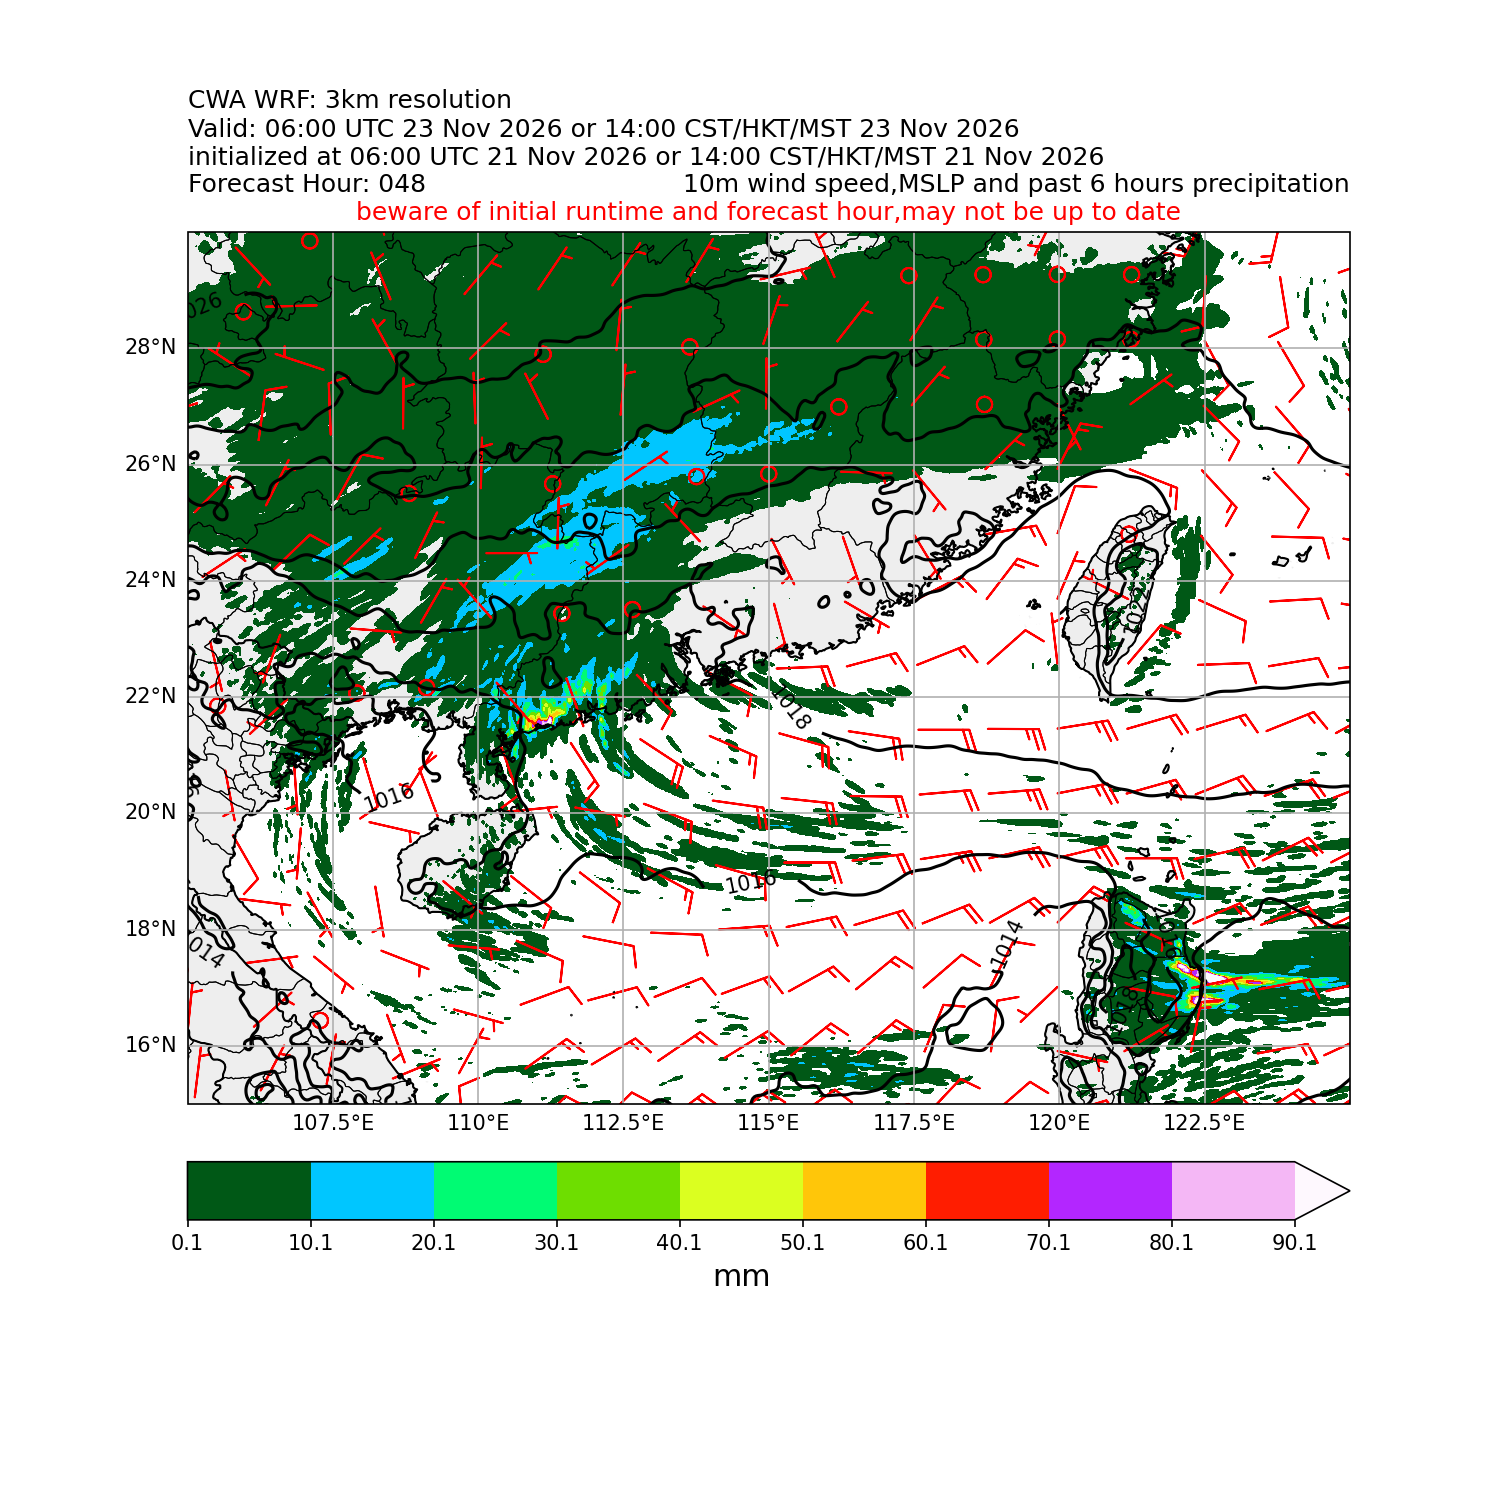 CWA WRF: 3km resolution
Valid: 06:00 UTC 23 Nov 2026 or 14:00 CST/HKT/MST 23 Nov 2026
initialized at 06:00 UTC 21 Nov 2026 or 14:00 CST/HKT/MST 21 Nov 2026
Forecast Hour: 048 10m wind speed,MSLP and past 6 hours precipitation
beware of initial runtime and forecast hour,may not be up to date
026
28°N
26°N
24°N
1022
22°N
1018
1016
20°N
1016
18°N
1014
014
16°N
107.5°E 110°E 112.5°E 115°E 117.5°E 120°E 122.5°E
0.1 10.1 20.1 30.1 40.1 50.1 60.1 70.1 80.1 90.1
mm